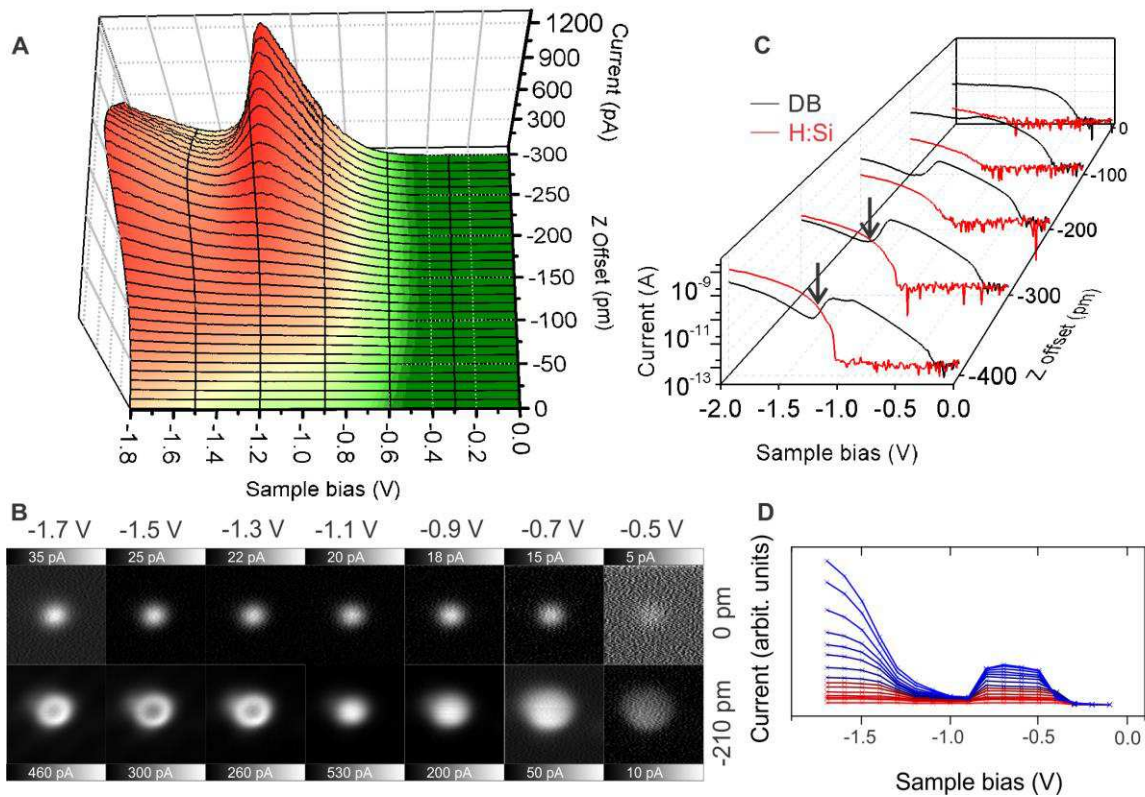 A
Current (pA)
1200
900
600
300
-300
-250
-200
-150
-100
-50
0
Z Offset (pm)
-1.8
-1.6
-1.4
-1.2
-1.0
-0.8
-0.6
-0.4
-0.2
0.0
Sample bias (V)
C
DB
H:Si
Current (A)
10-9
10-11
10-13
-2.0 -1.5 -1.0 -0.5 0.0
Sample bias (V)
0
-100
-200
-300
-400
Z offset (pm)
B
-1.7 V -1.5 V -1.3 V -1.1 V -0.9 V -0.7 V -0.5 V
35 pA 25 pA 22 pA 20 pA 18 pA 15 pA 5 pA
0 pm
-210 pm
460 pA 300 pA 260 pA 530 pA 200 pA 50 pA 10 pA
D
Current (arbit. units)
-1.5 -1.0 -0.5 0.0
Sample bias (V)